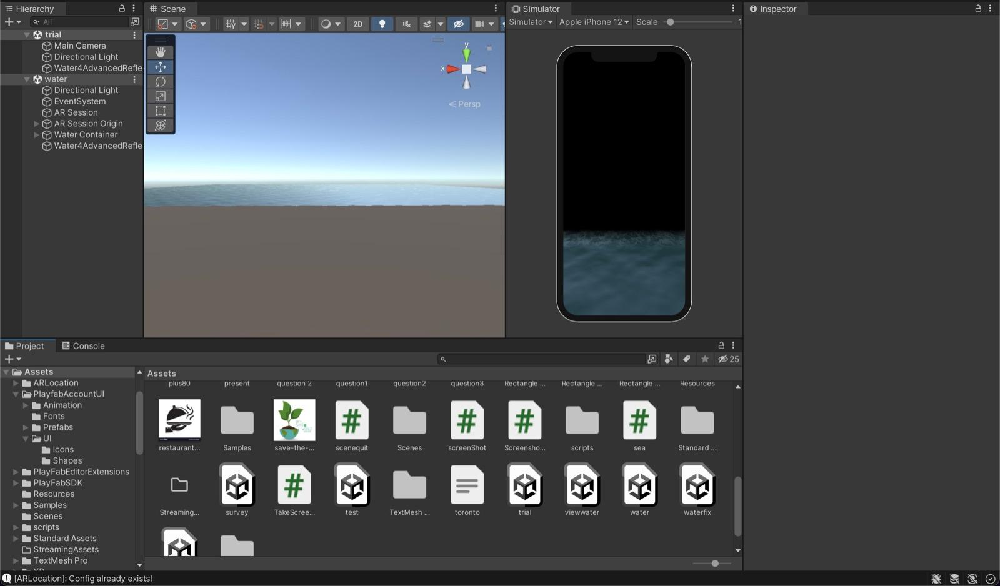 Hierarchy
Scene
Simulator
Inspector
All
2D
Simulator
Apple iPhone 12
Scale
1
trial
Main Camera
Directional Light
Water4AdvancedRefle
water
Directional Light
EventSystem
AR Session
AR Session Origin
Water Container
Water4AdvancedRefle
y
x
Persp
Project
Console
25
Assets
ARLocation
PlayfabAccountUI
Animation
Fonts
Prefabs
UI
Icons
Shapes
PlayFabEditorExtensions
PlayFabSDK
Resources
Samples
Scenes
scripts
Standard Assets
StreamingAssets
TextMesh Pro
XR
Assets
plus80
present
question 2
question1
question2
question3
Rectangle ...
Rectangle ...
Rectangle ...
Resources
restaurant...
Samples
save-the-...
scenequit
Scenes
screenShot
Screensho...
scripts
sea
Standard ...
Streaming...
survey
TakeScree...
test
TextMesh ...
toronto
trial
viewwater
water
waterfix
[ARLocation]: Config already exists!